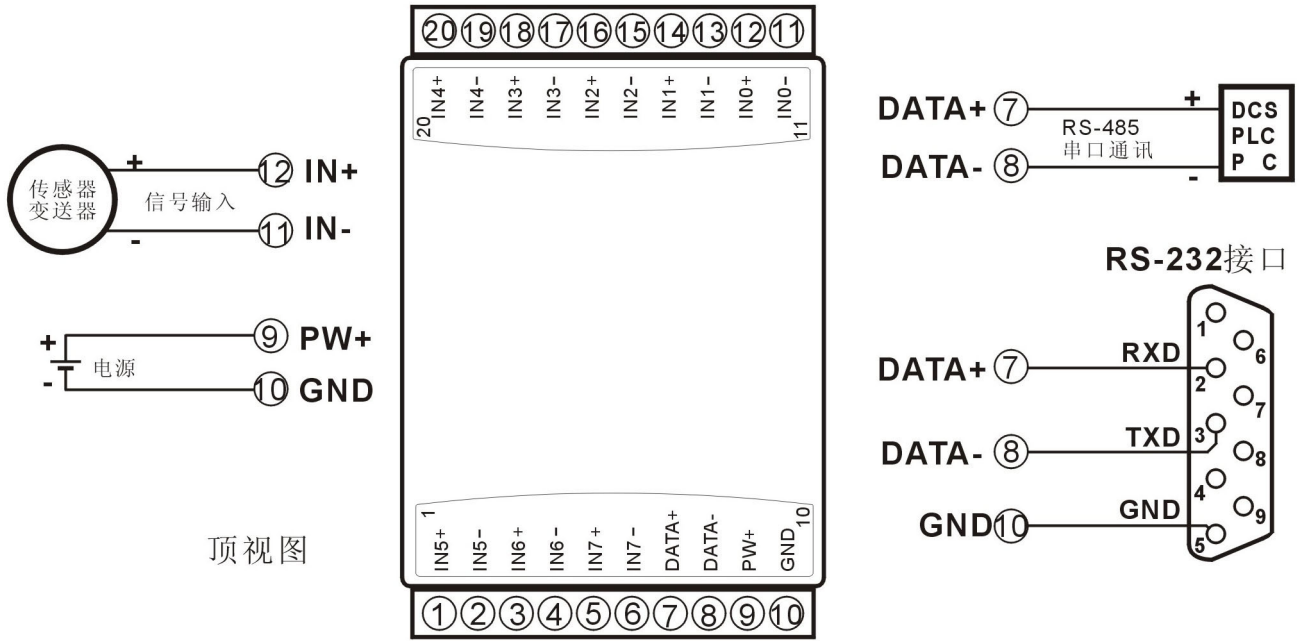 ⑳⑲⑱⑰⑯⑮⑭⑬⑫⑪
IN4+ IN4- IN3+ IN3- IN2+ IN2- IN1+ IN1- IN0+ IN0-
20 11
传感器
变送器
+
信号输入
-
⑫ IN+
⑪ IN-
+
电源
-
⑨ PW+
⑩ GND
顶视图
1 10
IN5+ IN5- IN6+ IN6- IN7+ IN7- DATA+ DATA- PW+ GND
①②③④⑤⑥⑦⑧⑨⑩
DATA+ ⑦
DATA- ⑧
RS-485
串口通讯
+
-
DCS
PLC
P C
RS-232接口
DATA+ ⑦ RXD
DATA- ⑧ TXD
GND⑩ GND
1
2
3
4
5
6
7
8
9